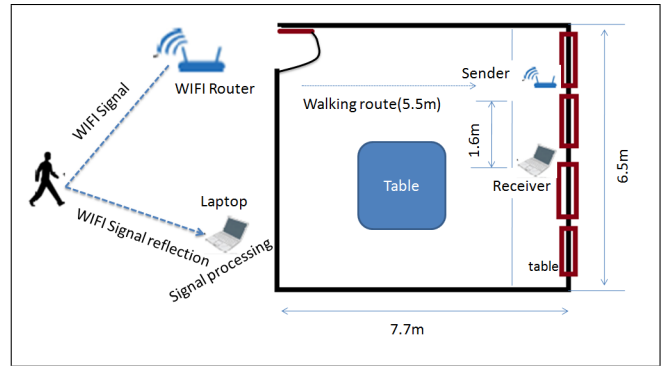 WIFI Router
WIFI Signal
Laptop
WIFI Signal reflection
Signal processing
Sender
Walking route(5.5m)
1.6m
Table
Receiver
6.5m
table
7.7m